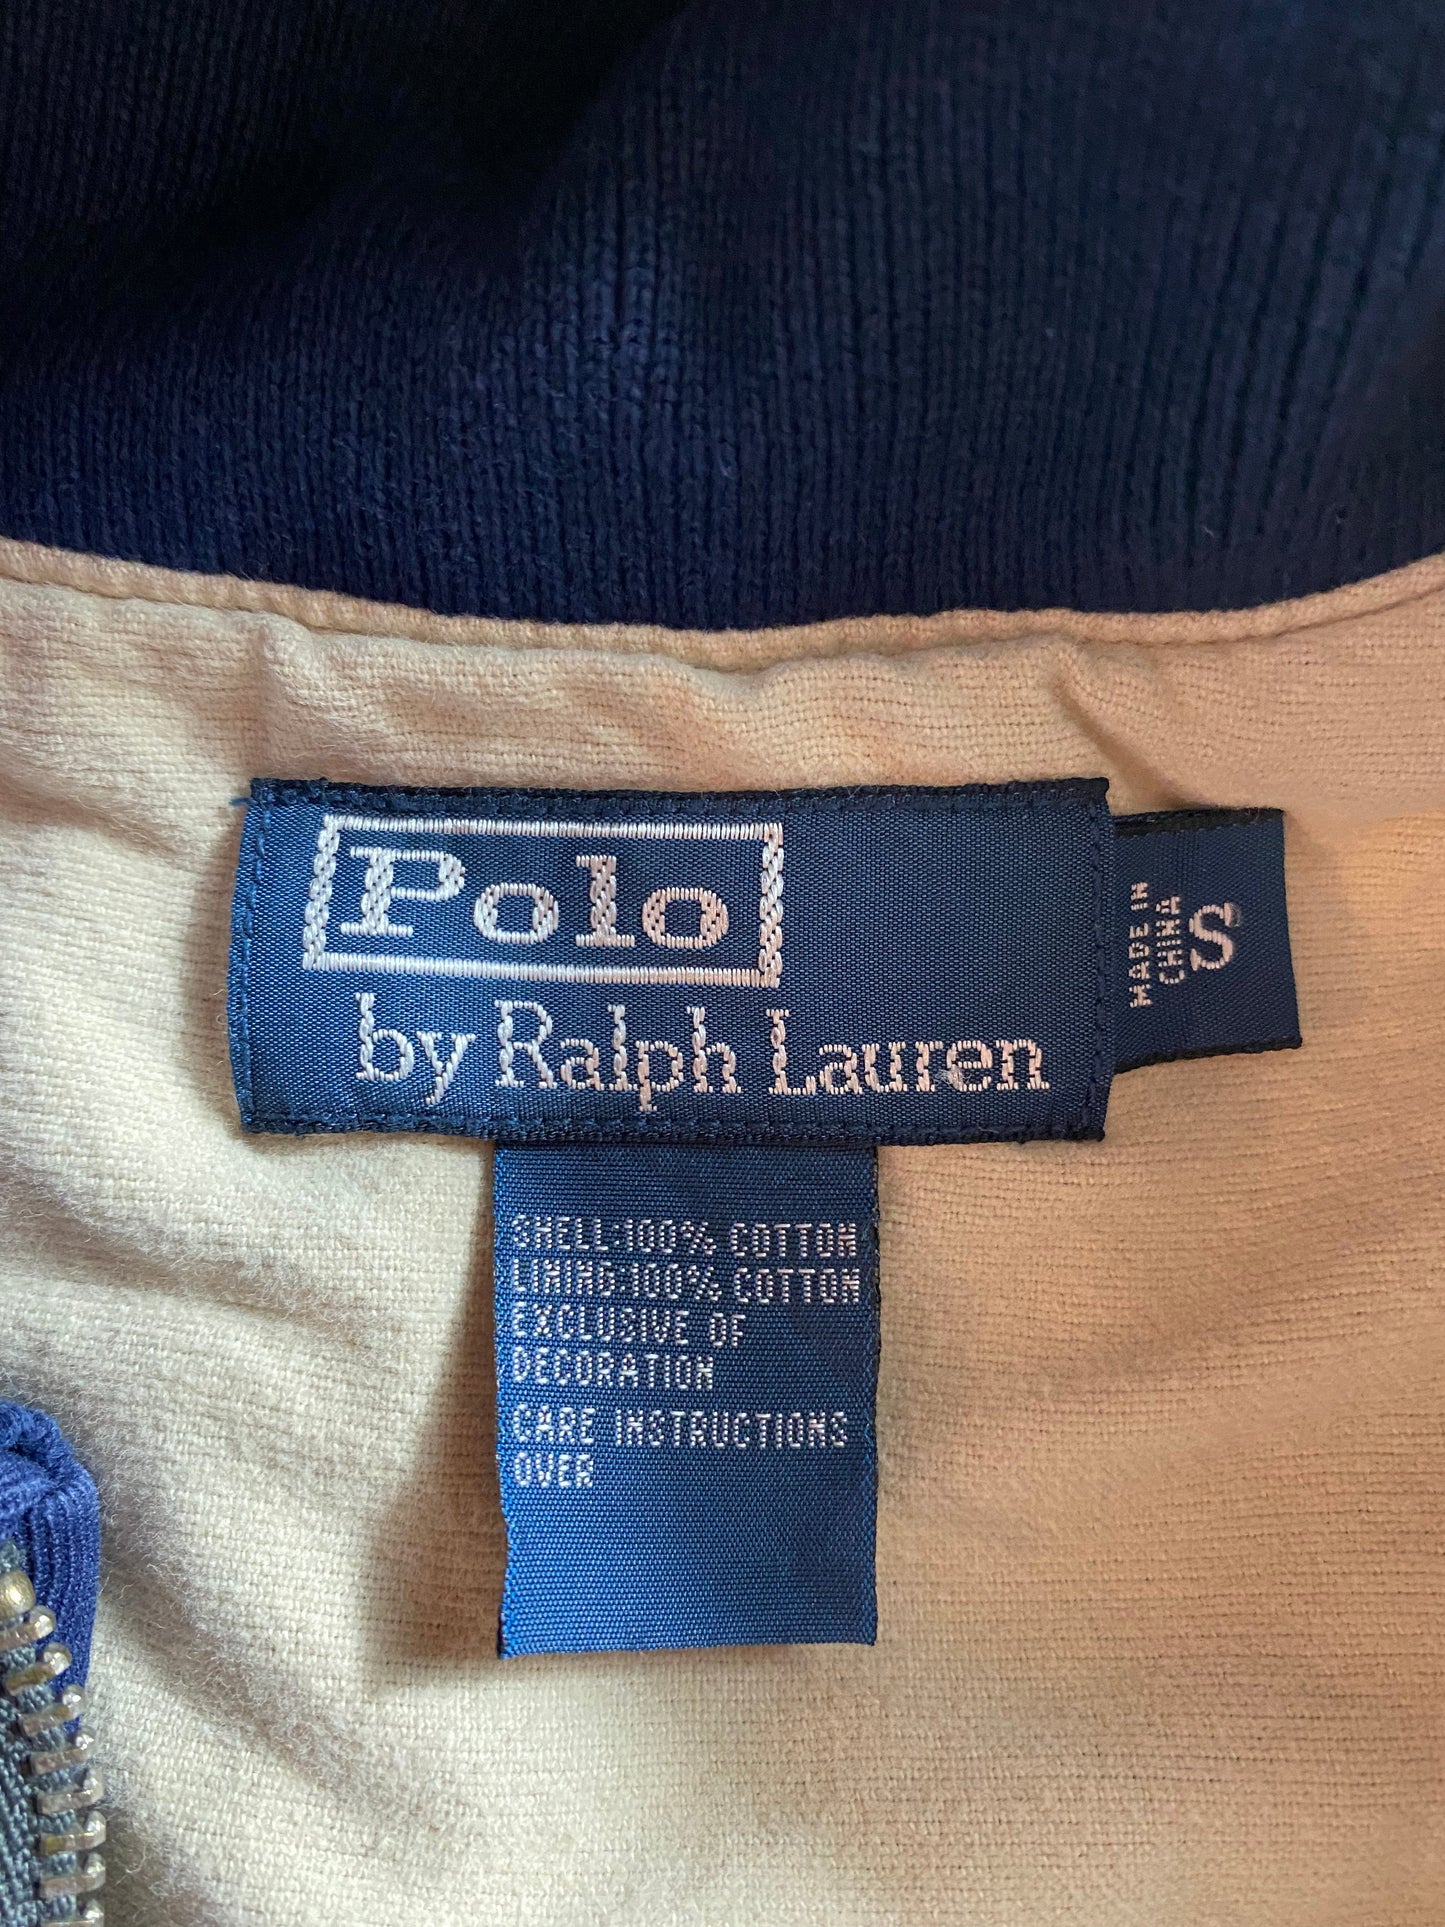 Polo
by Ralph Lauren
MADE IN
CHINA
S
SHELL:100% COTTON
LINING:100% COTTON
EXCLUSIVE OF
DECORATION
CARE INSTRUCTIONS
OVER